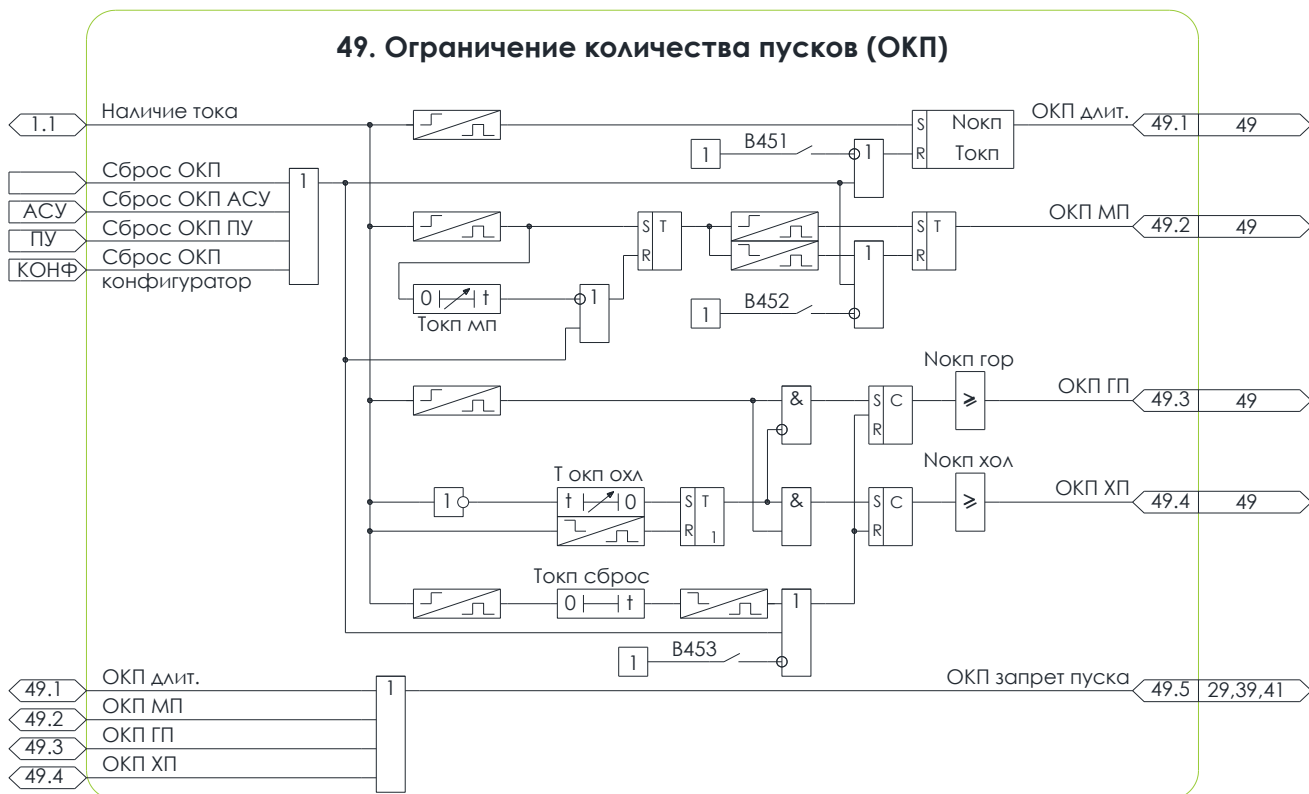 49. Ограничение количества пусков (ОКП)
1.1 Наличие тока
S Nокп
R Токп
ОКП длит. 49.1 49
1 В451 1
Сброс ОКП
АСУ Сброс ОКП АСУ
ПУ Сброс ОКП ПУ
КОНФ Сброс ОКП
конфигуратор
1
S T
R
S T
R
ОКП МП 49.2 49
0 t
Токп мп
1
1
1 В452
Nокп гор
& S C
R
≥
ОКП ГП 49.3 49
Nокп хол
1
Т окп охл
t 0
S T
R 1
& S C
R
≥
ОКП ХП 49.4 49
Токп сброс
0 t
1
1 В453
49.1 ОКП длит.
49.2 ОКП МП
49.3 ОКП ГП
49.4 ОКП ХП
1
ОКП запрет пуска 49.5 29,39,41